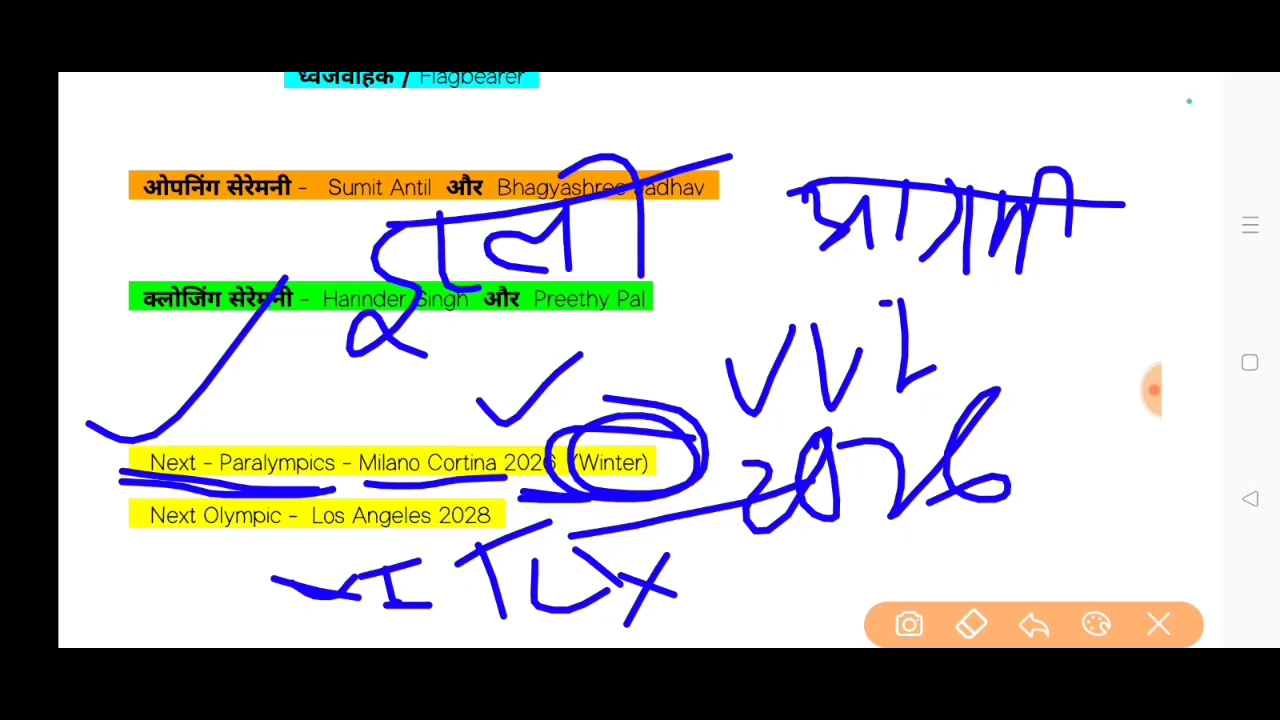 ध्वजवाहक / Flagbearer
ओपनिंग सेरेमनी - Sumit Antil और Bhagyashree Jadhav
इटली
क्लोजिंग सेरेमनी - Harinder Singh और Preethy Pal
VVI
Next - Paralympics - Milano Cortina 2026 (Winter)
2026
Next Olympic - Los Angeles 2028